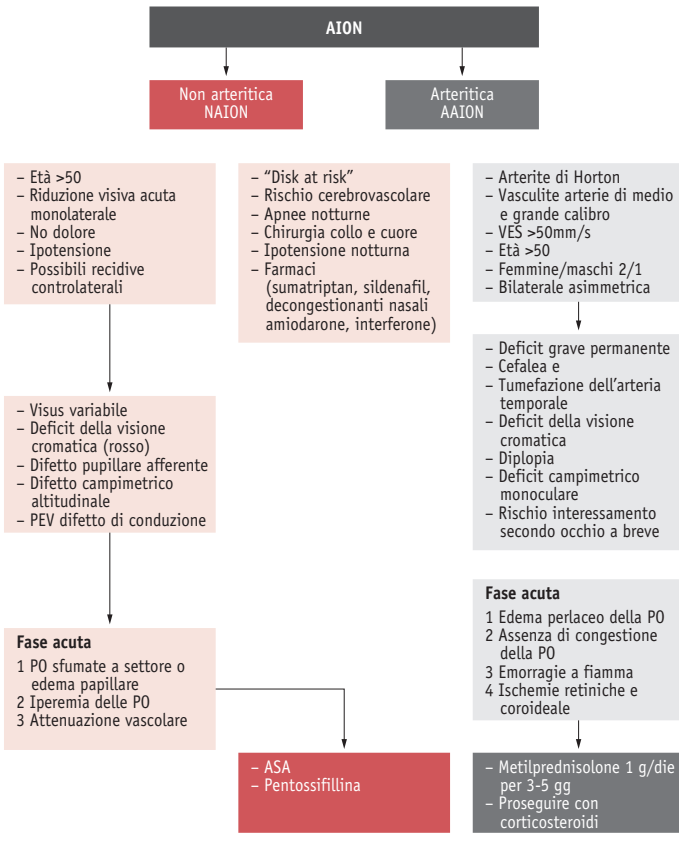 AION
Non arteritica
NAION
Arteritica
AAION
– Età >50
– Riduzione visiva acuta
monolaterale
– No dolore
– Ipotensione
– Possibili recidive
controlaterali
– “Disk at risk”
– Rischio cerebrovascolare
– Apnee notturne
– Chirurgia collo e cuore
– Ipotensione notturna
– Farmaci
(sumatriptan, sildenafil,
decongestionanti nasali
amiodarone, interferone)
– Arterite di Horton
– Vasculite arterie di medio
e grande calibro
– VES >50mm/s
– Età >50
– Femmine/maschi 2/1
– Bilaterale asimmetrica
– Visus variabile
– Deficit della visione
cromatica (rosso)
– Difetto pupillare afferente
– Difetto campimetrico
altitudinale
– PEV difetto di conduzione
– Deficit grave permanente
– Cefalea e
– Tumefazione dell’arteria
temporale
– Deficit della visione
cromatica
– Diplopia
– Deficit campimetrico
monoculare
– Rischio interessamento
secondo occhio a breve
Fase acuta
1 PO sfumate a settore o
edema papillare
2 Iperemia delle PO
3 Attenuazione vascolare
Fase acuta
1 Edema perlaceo della PO
2 Assenza di congestione
della PO
3 Emorragie a fiamma
4 Ischemie retiniche e
coroideale
– ASA
– Pentossifillina
– Metilprednisolone 1 g/die
per 3-5 gg
– Proseguire con
corticosteroidi